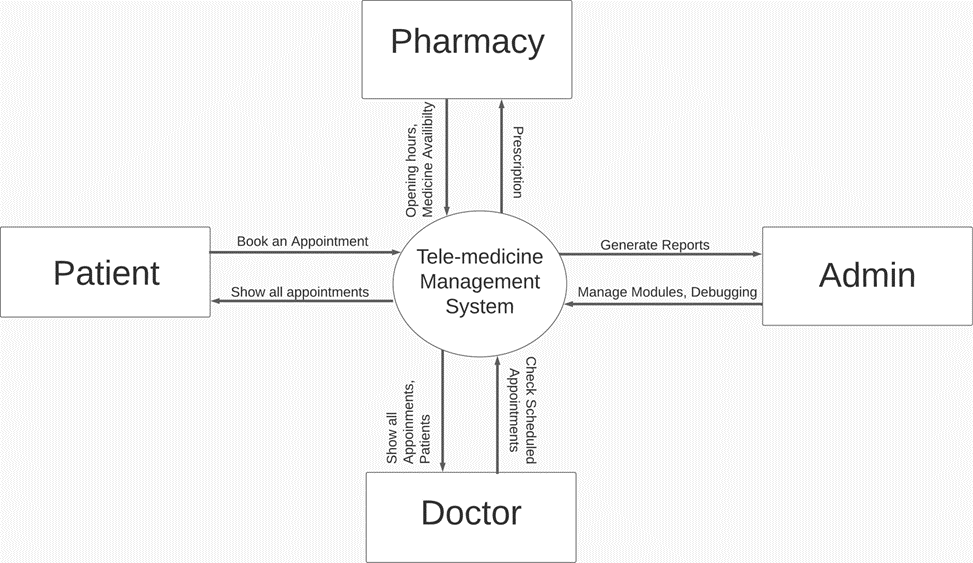 Pharmacy
Opening hours,
Medicine Availibilty
Prescription
Patient
Book an Appointment
Show all appointments
Tele-medicine
Management
System
Generate Reports
Manage Modules, Debugging
Admin
Show all
Appoinments,
Patients
Check Scheduled
Appointments
Doctor